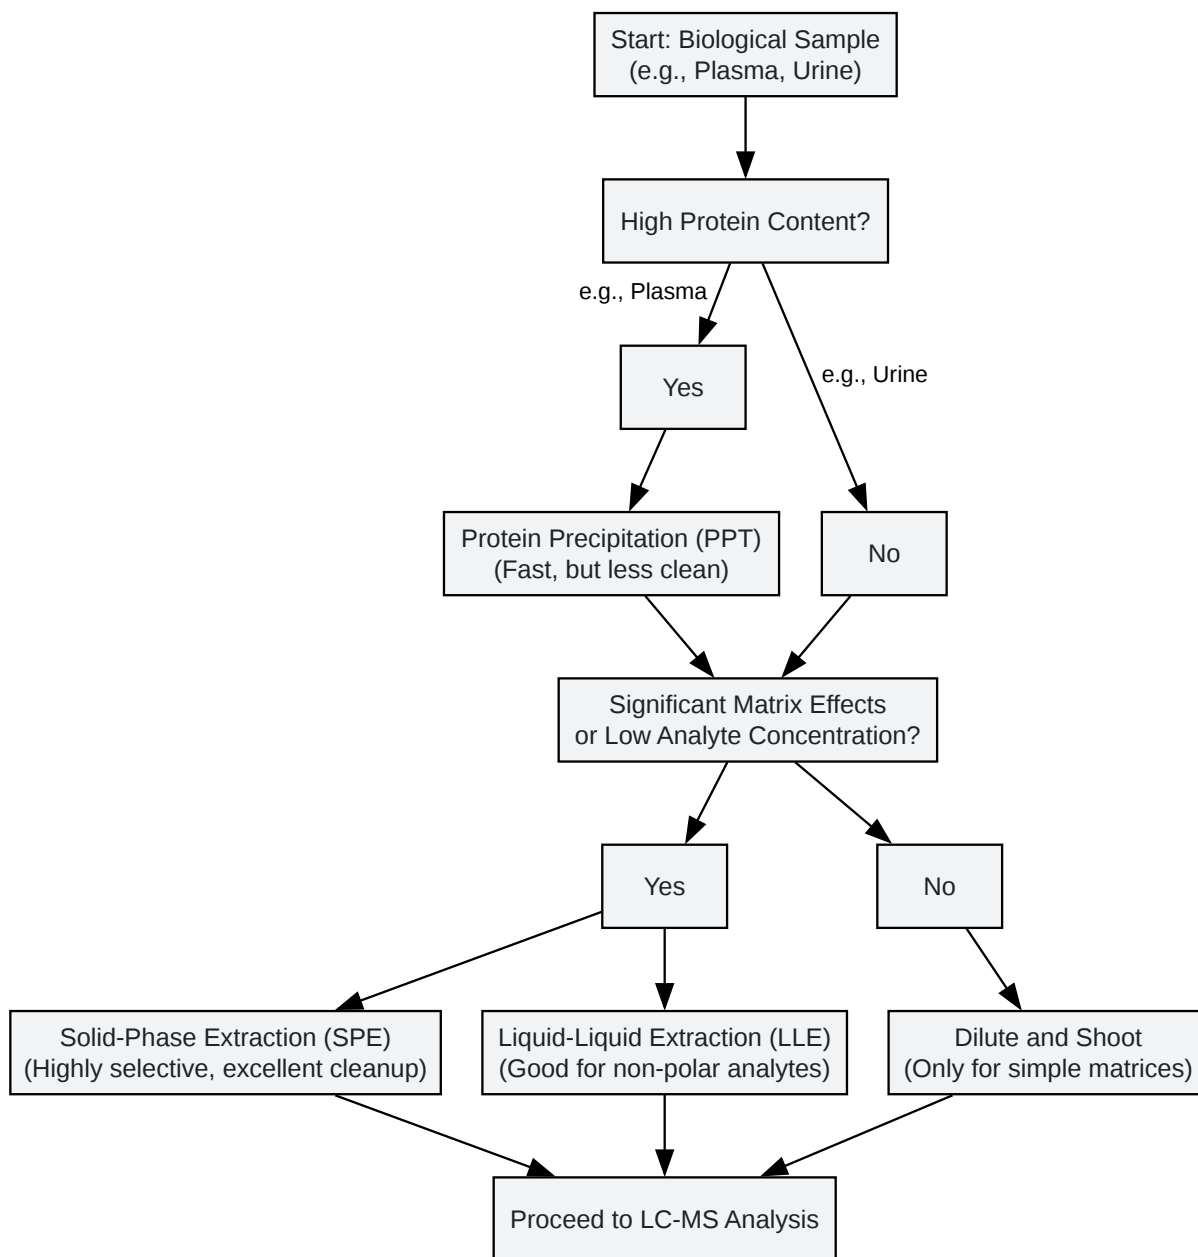 Start: Biological Sample
(e.g., Plasma, Urine)
High Protein Content?
e.g., Plasma
Yes
e.g., Urine
Protein Precipitation (PPT)
(Fast, but less clean)
No
Significant Matrix Effects
or Low Analyte Concentration?
Yes
No
Solid-Phase Extraction (SPE)
(Highly selective, excellent cleanup)
Liquid-Liquid Extraction (LLE)
(Good for non-polar analytes)
Dilute and Shoot
(Only for simple matrices)
Proceed to LC-MS Analysis